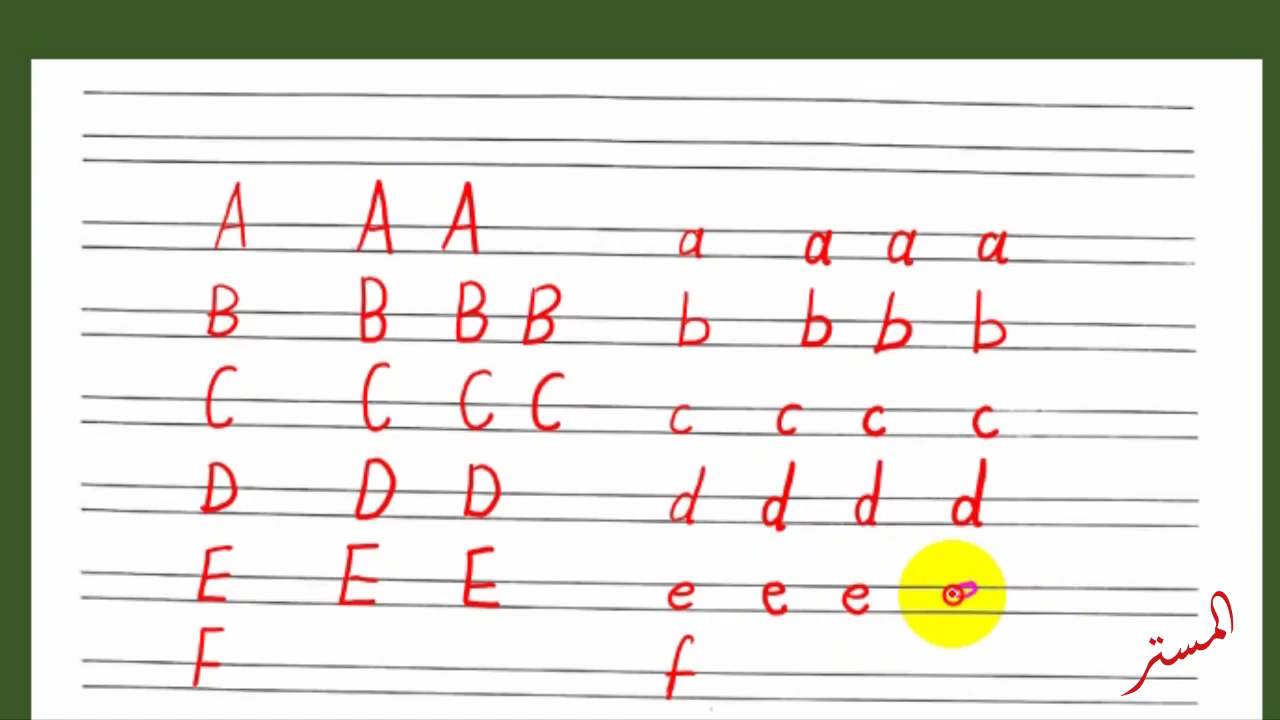 A A A a a a a
B B B B b b b b
C C C C c c c c
D D D d d d d
E E E e e e
F f
المستر